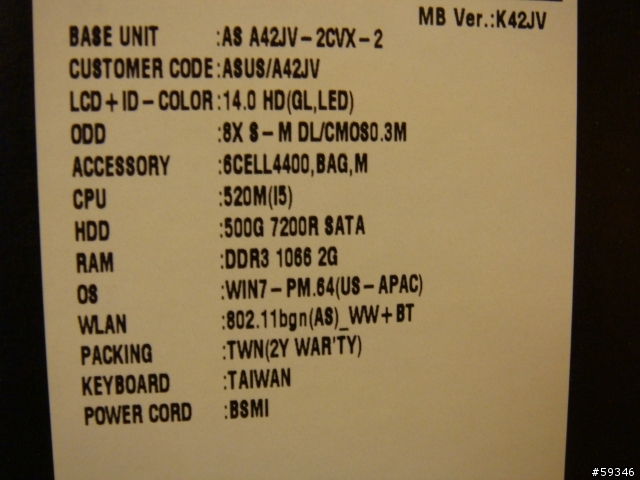 MB Ver.:K42JV
BASE UNIT :AS A42JV-2CVX-2
CUSTOMER CODE:ASUS/A42JV
LCD+ID-COLOR:14.0 HD(GL,LED)
ODD :8X S-M DL/CMOS0.3M
ACCESSORY :6CELL4400,BAG,M
CPU :520M(I5)
HDD :500G 7200R SATA
RAM :DDR3 1066 2G
OS :WIN7-PM.64(US-APAC)
WLAN :802.11bgn(AS)_WW+BT
PACKING :TWN(2Y WAR'TY)
KEYBOARD :TAIWAN
POWER CORD :BSMI
#59346